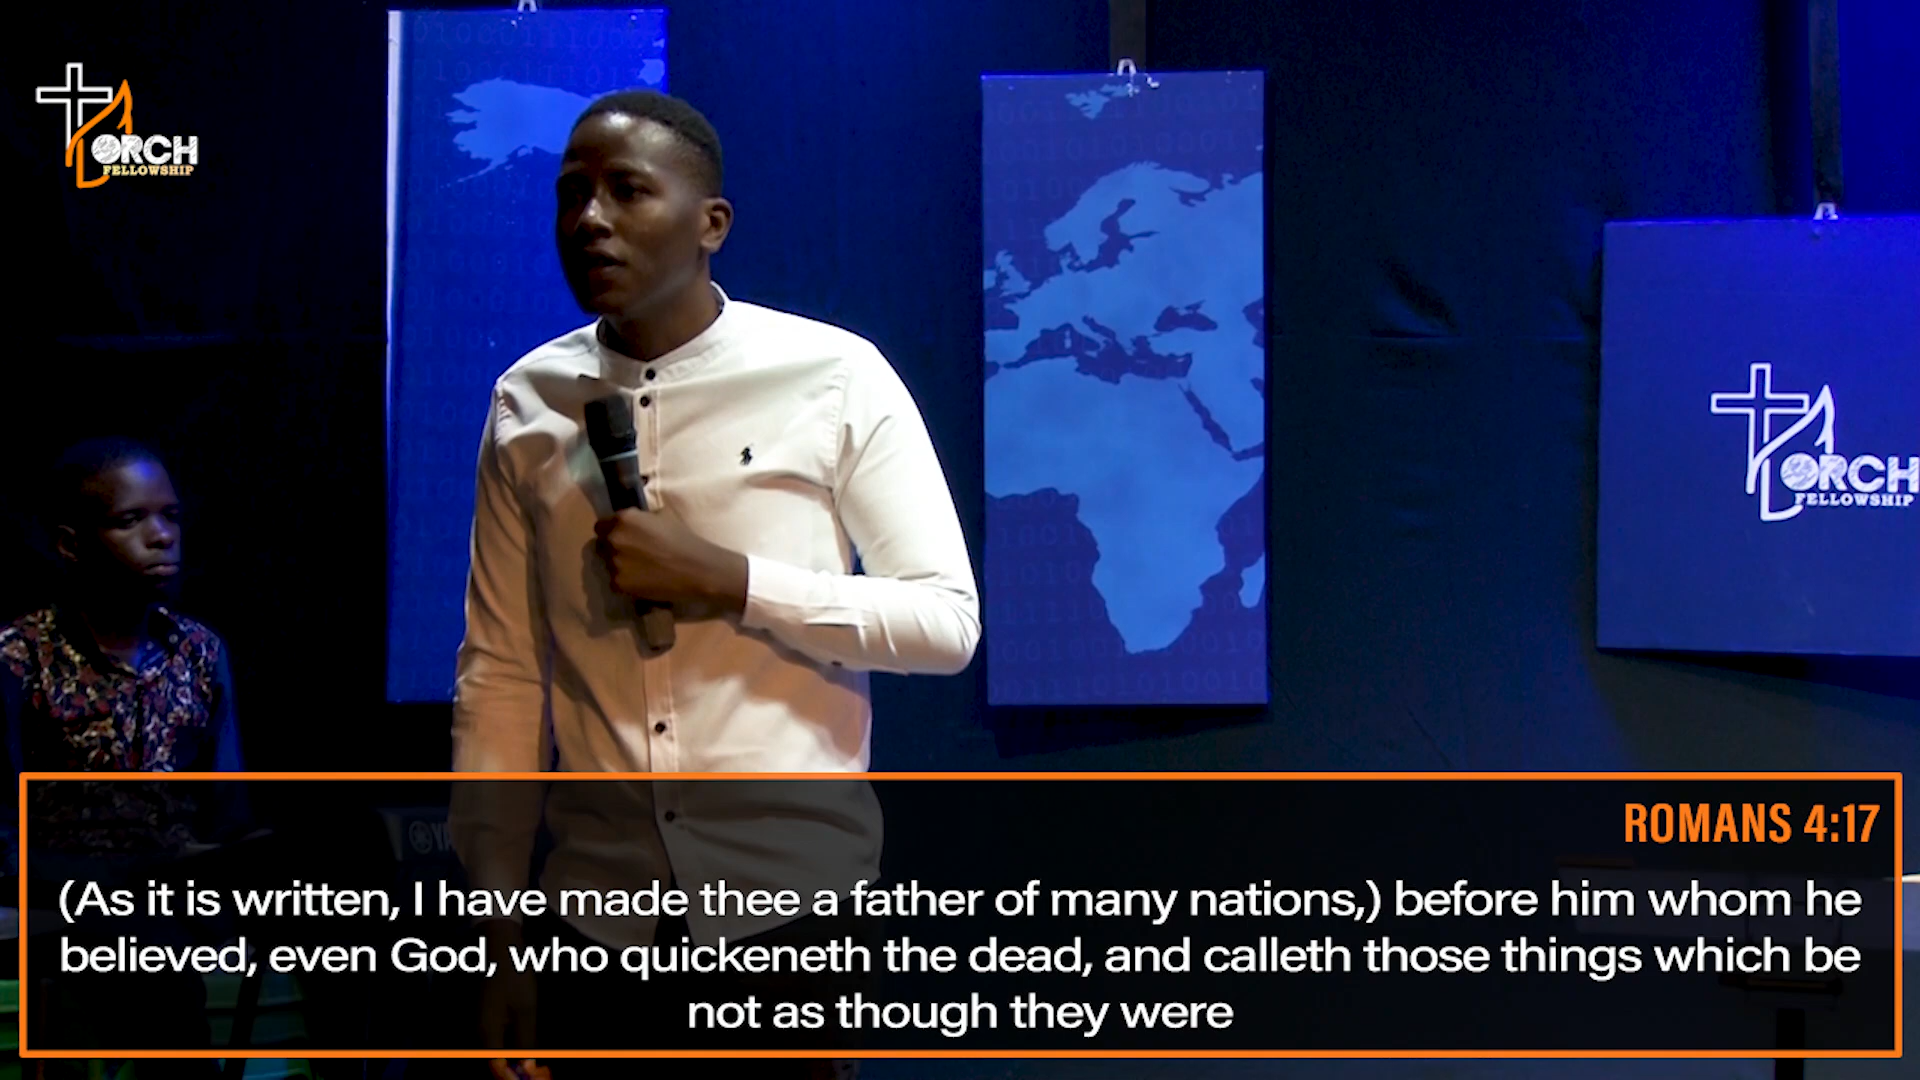 ORCH
FELLOWSHIP
ORCH
FELLOWSHIP
ROMANS 4:17
(As it is written, I have made thee a father of many nations,) before him whom he
believed, even God, who quickeneth the dead, and calleth those things which be
not as though they were